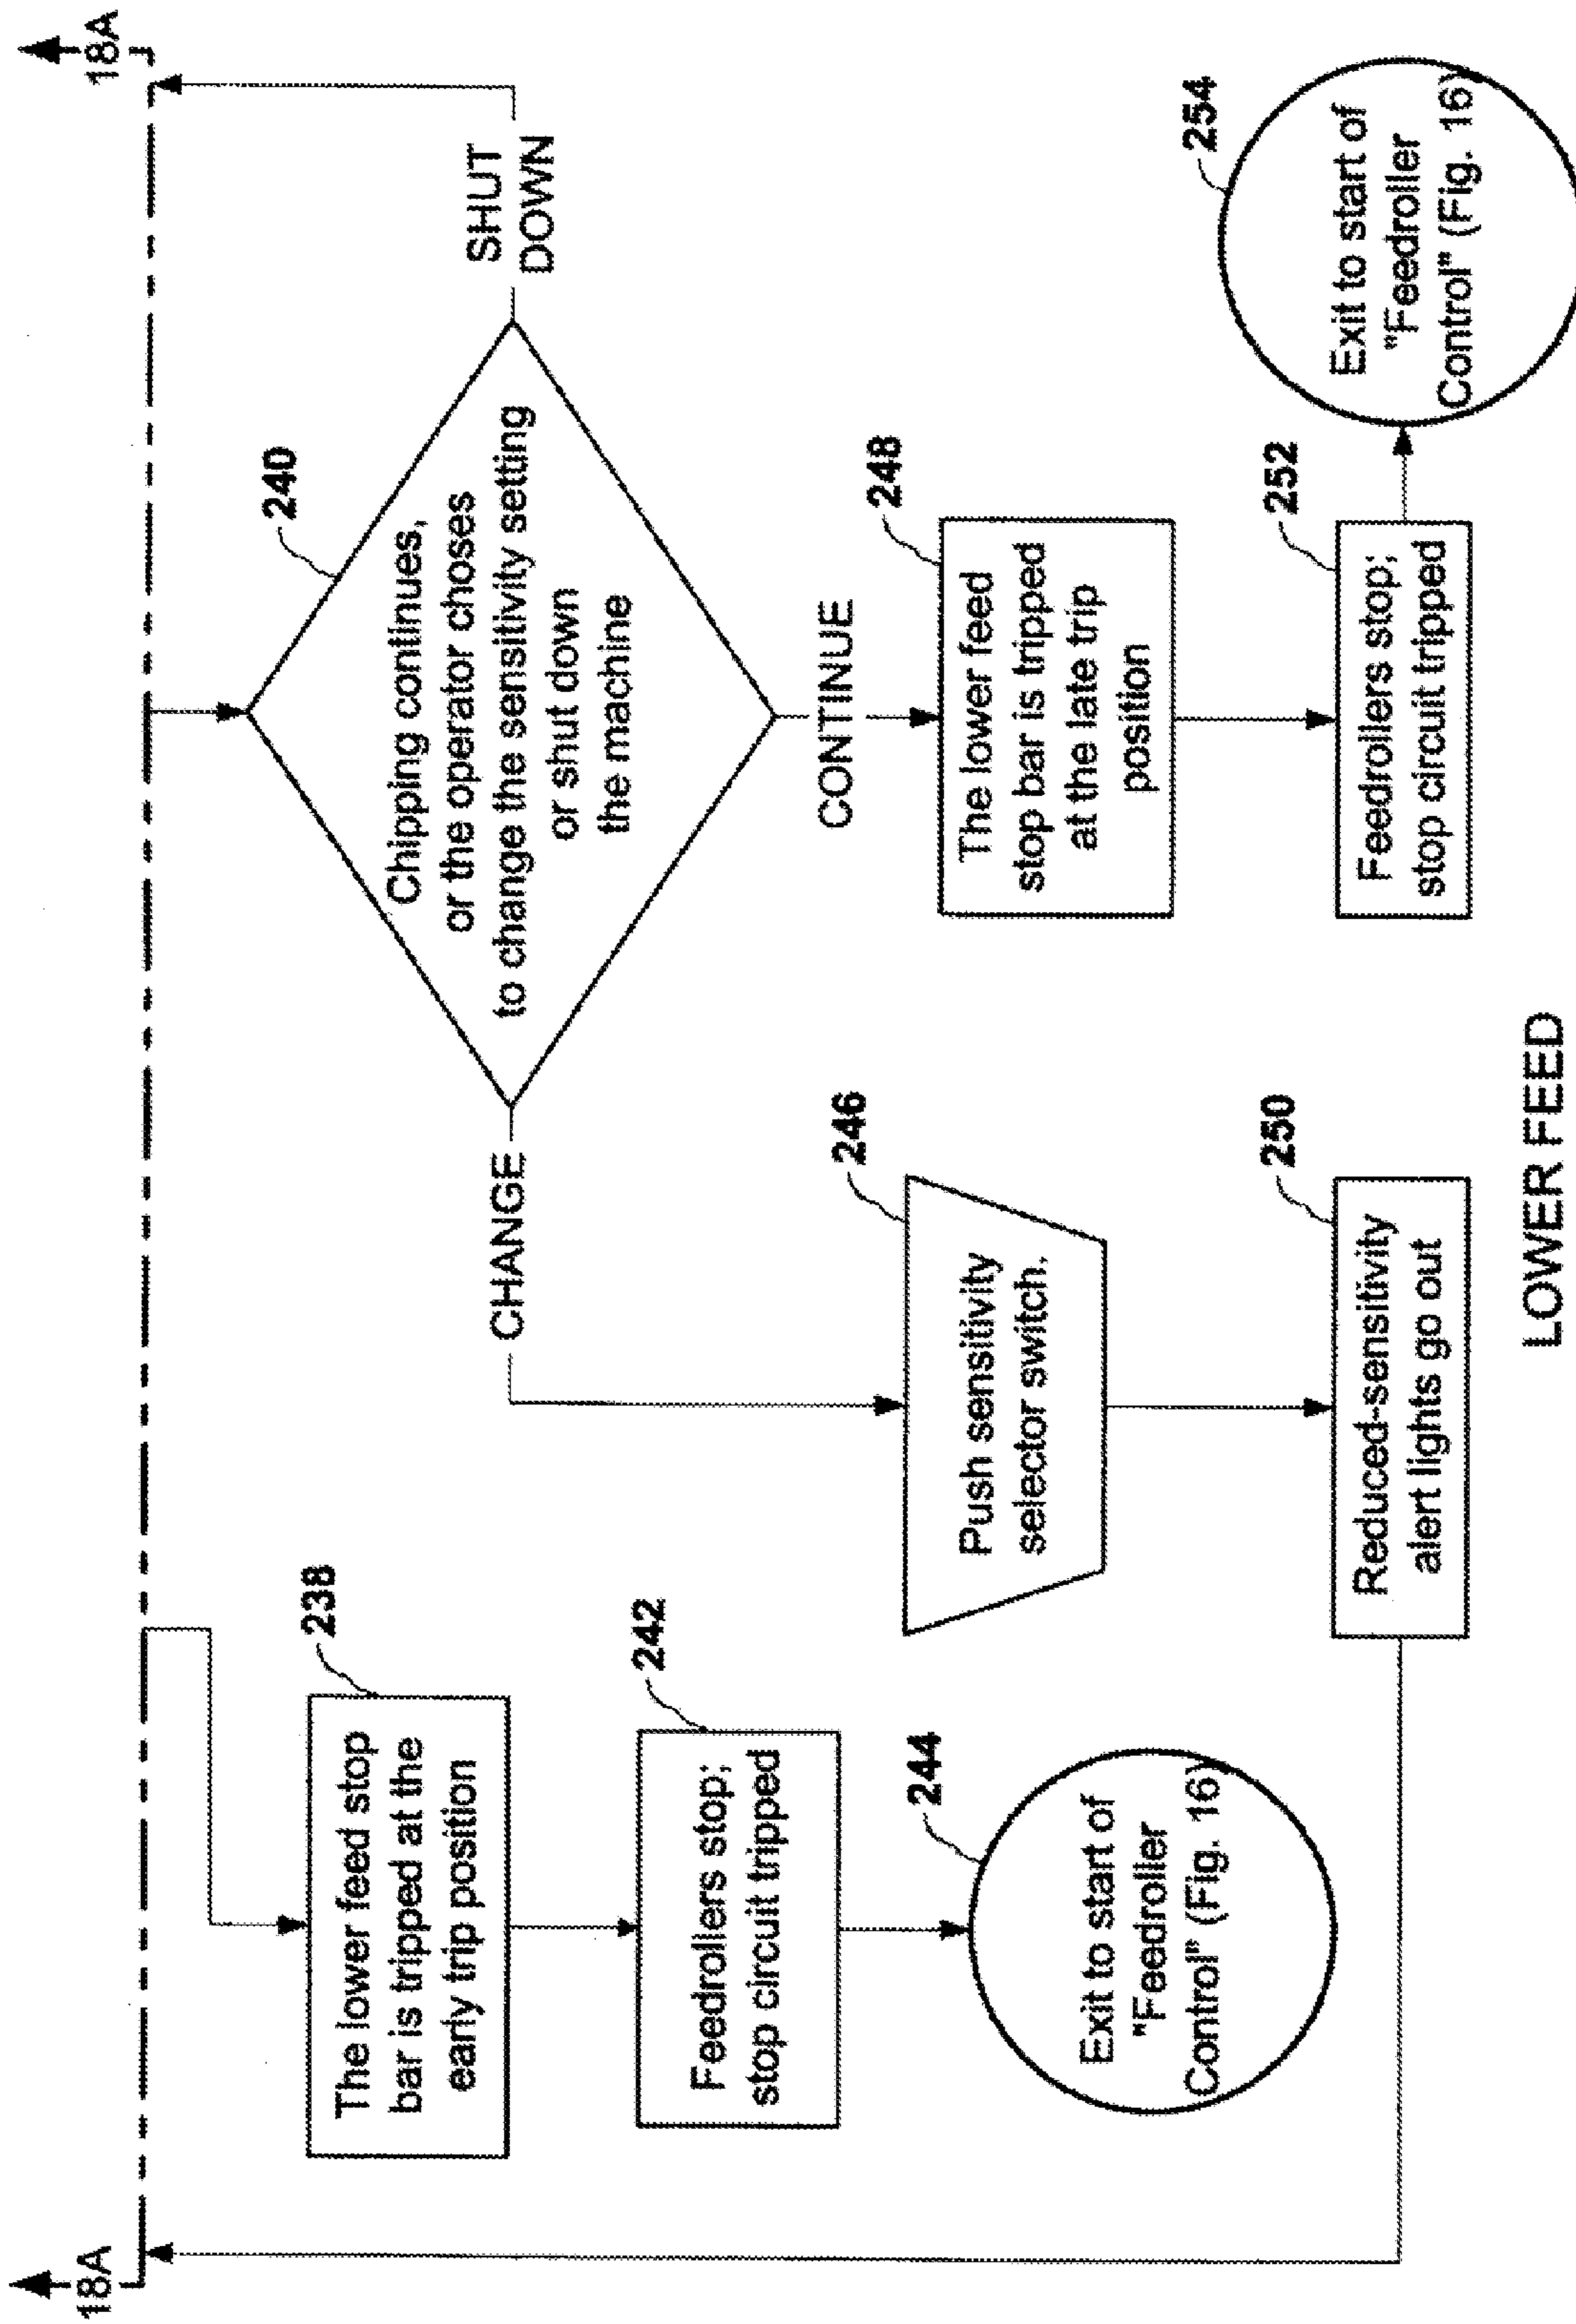 18A
18A
238
The lower feed stop
bar is tripped at the
early trip position
242
Feedrollers stop;
stop circuit tripped
244
Exit to start of
"Feedroller
Control" (Fig. 16)
240
Chipping continues,
or the operator choses
to change the sensitivity setting
or shut down
the machine
CHANGE
SHUT
DOWN
CONTINUE
246
Push sensitivity
selector switch.
250
Reduced-sensitivity
alert lights go out
248
The lower feed
stop bar is tripped
at the late trip
position
252
Feedrollers stop;
stop circuit tripped
254
Exit to start of
"Feedroller
Control" (Fig. 16)
LOWER FEED